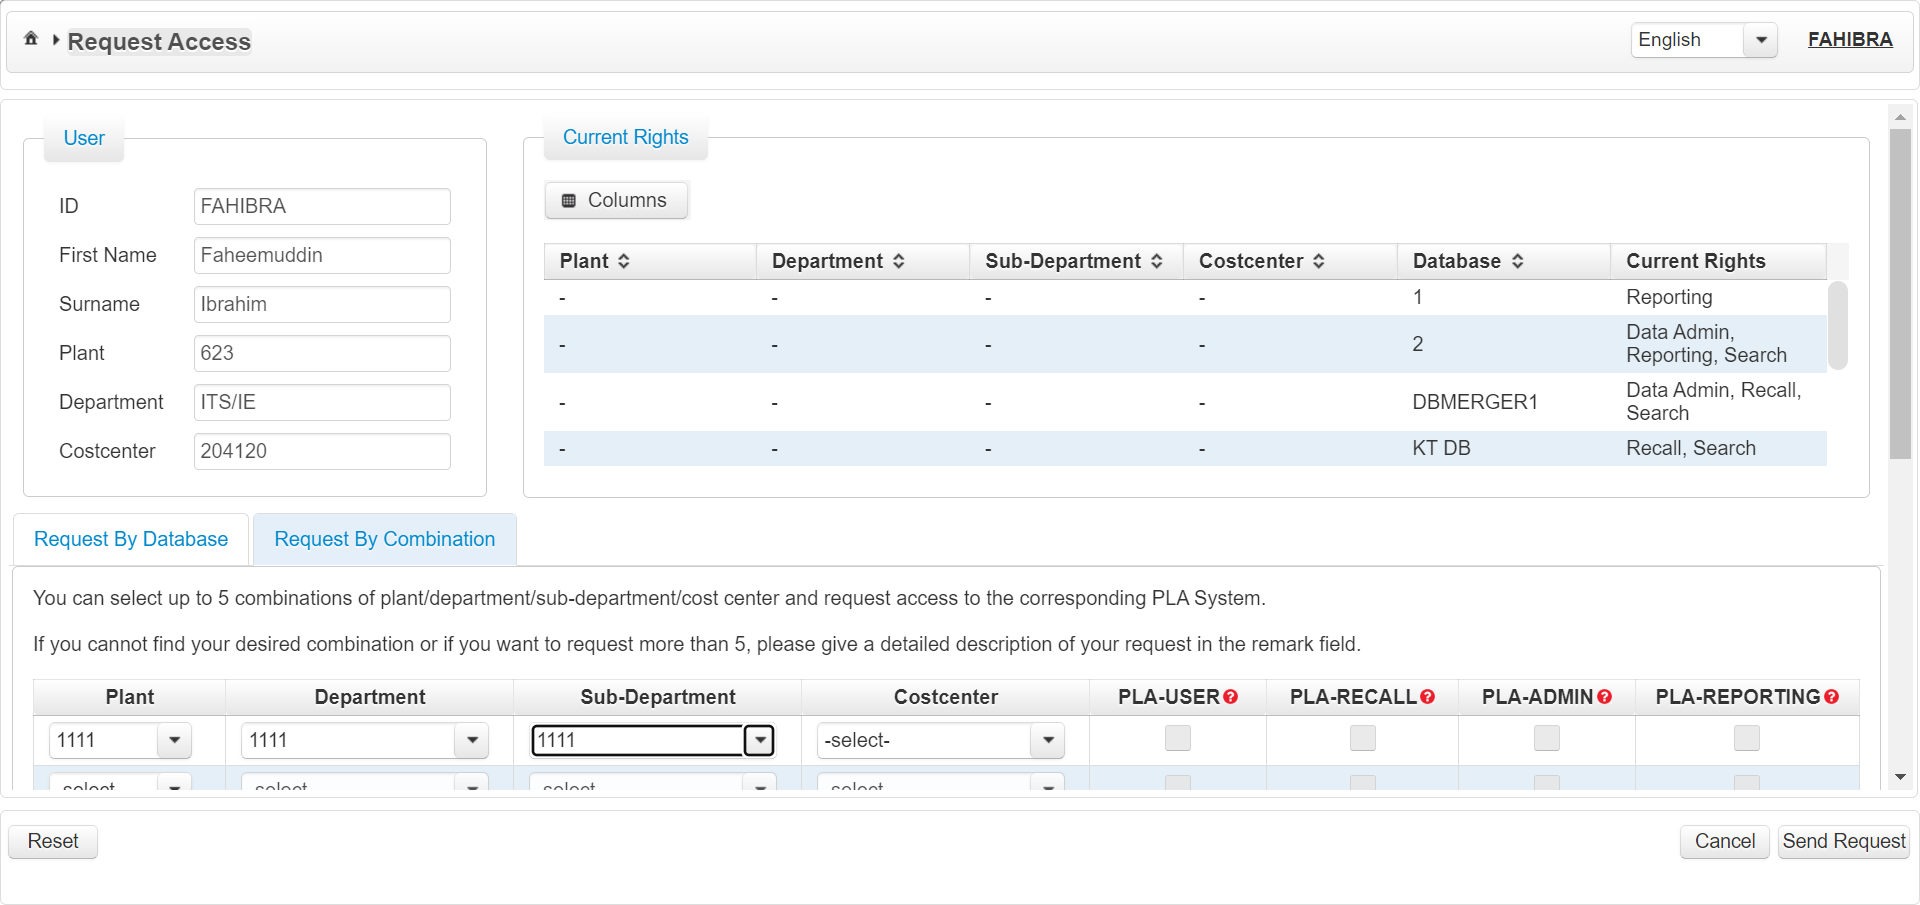 Request Access
English
FAHIBRA
User
ID
FAHIBRA
First Name
Faheemuddin
Surname
Ibrahim
Plant
623
Department
ITS/IE
Costcenter
204120
Current Rights
Columns
Plant Department Sub-Department Costcenter Database Current Rights
- - - - 1 Reporting
- - - - 2 Data Admin,
Reporting, Search
- - - - DBMERGER1 Data Admin, Recall,
Search
- - - - KT DB Recall, Search
Request By Database
Request By Combination
You can select up to 5 combinations of plant/department/sub-department/cost center and request access to the corresponding PLA System.
If you cannot find your desired combination or if you want to request more than 5, please give a detailed description of your request in the remark field.
Plant Department Sub-Department Costcenter PLA-USER? PLA-RECALL? PLA-ADMIN? PLA-REPORTING?
1111 1111 1111 -select-
-select- -select- -select- -select-
Reset
Cancel
Send Request